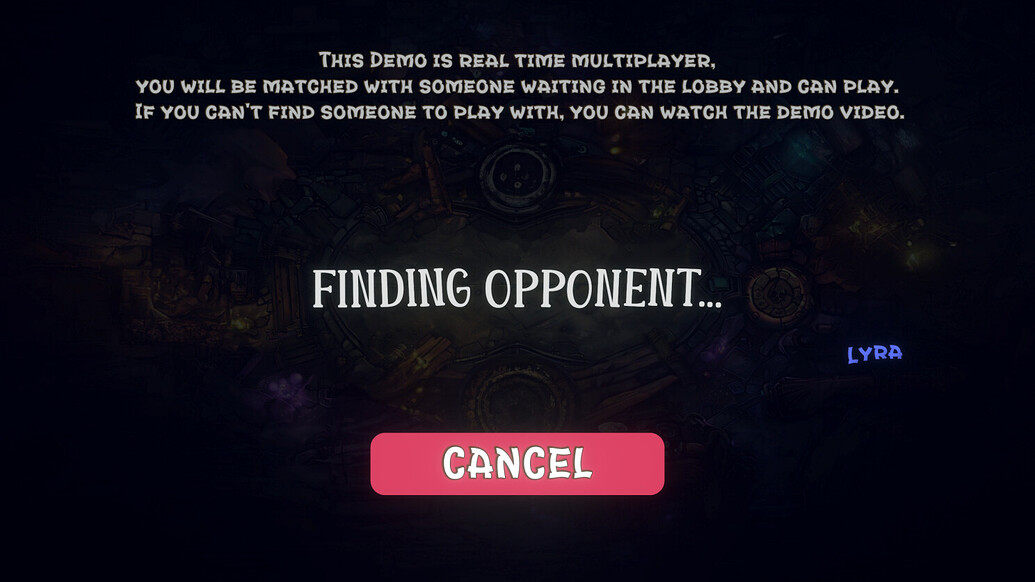 This Demo is real time multiplayer,
you will be matched with someone waiting in the lobby and can play.
If you can't find someone to play with, you can watch the demo video.
FINDING OPPONENT...
LYRA
CANCEL